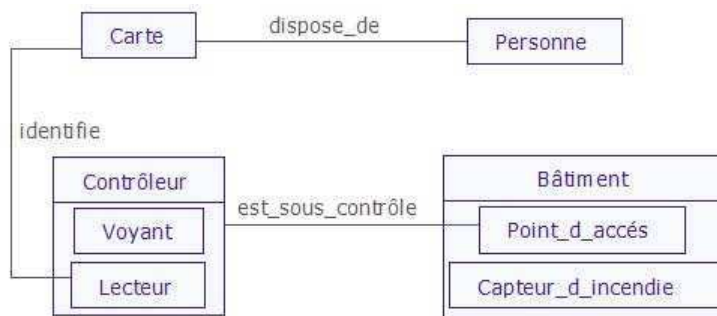 Carte
dispose_de
Personne
identifie
Contrôleur
Bâtiment
Voyant
est_sous_contrôle
Point_d_accés
Lecteur
Capteur_d_incendie